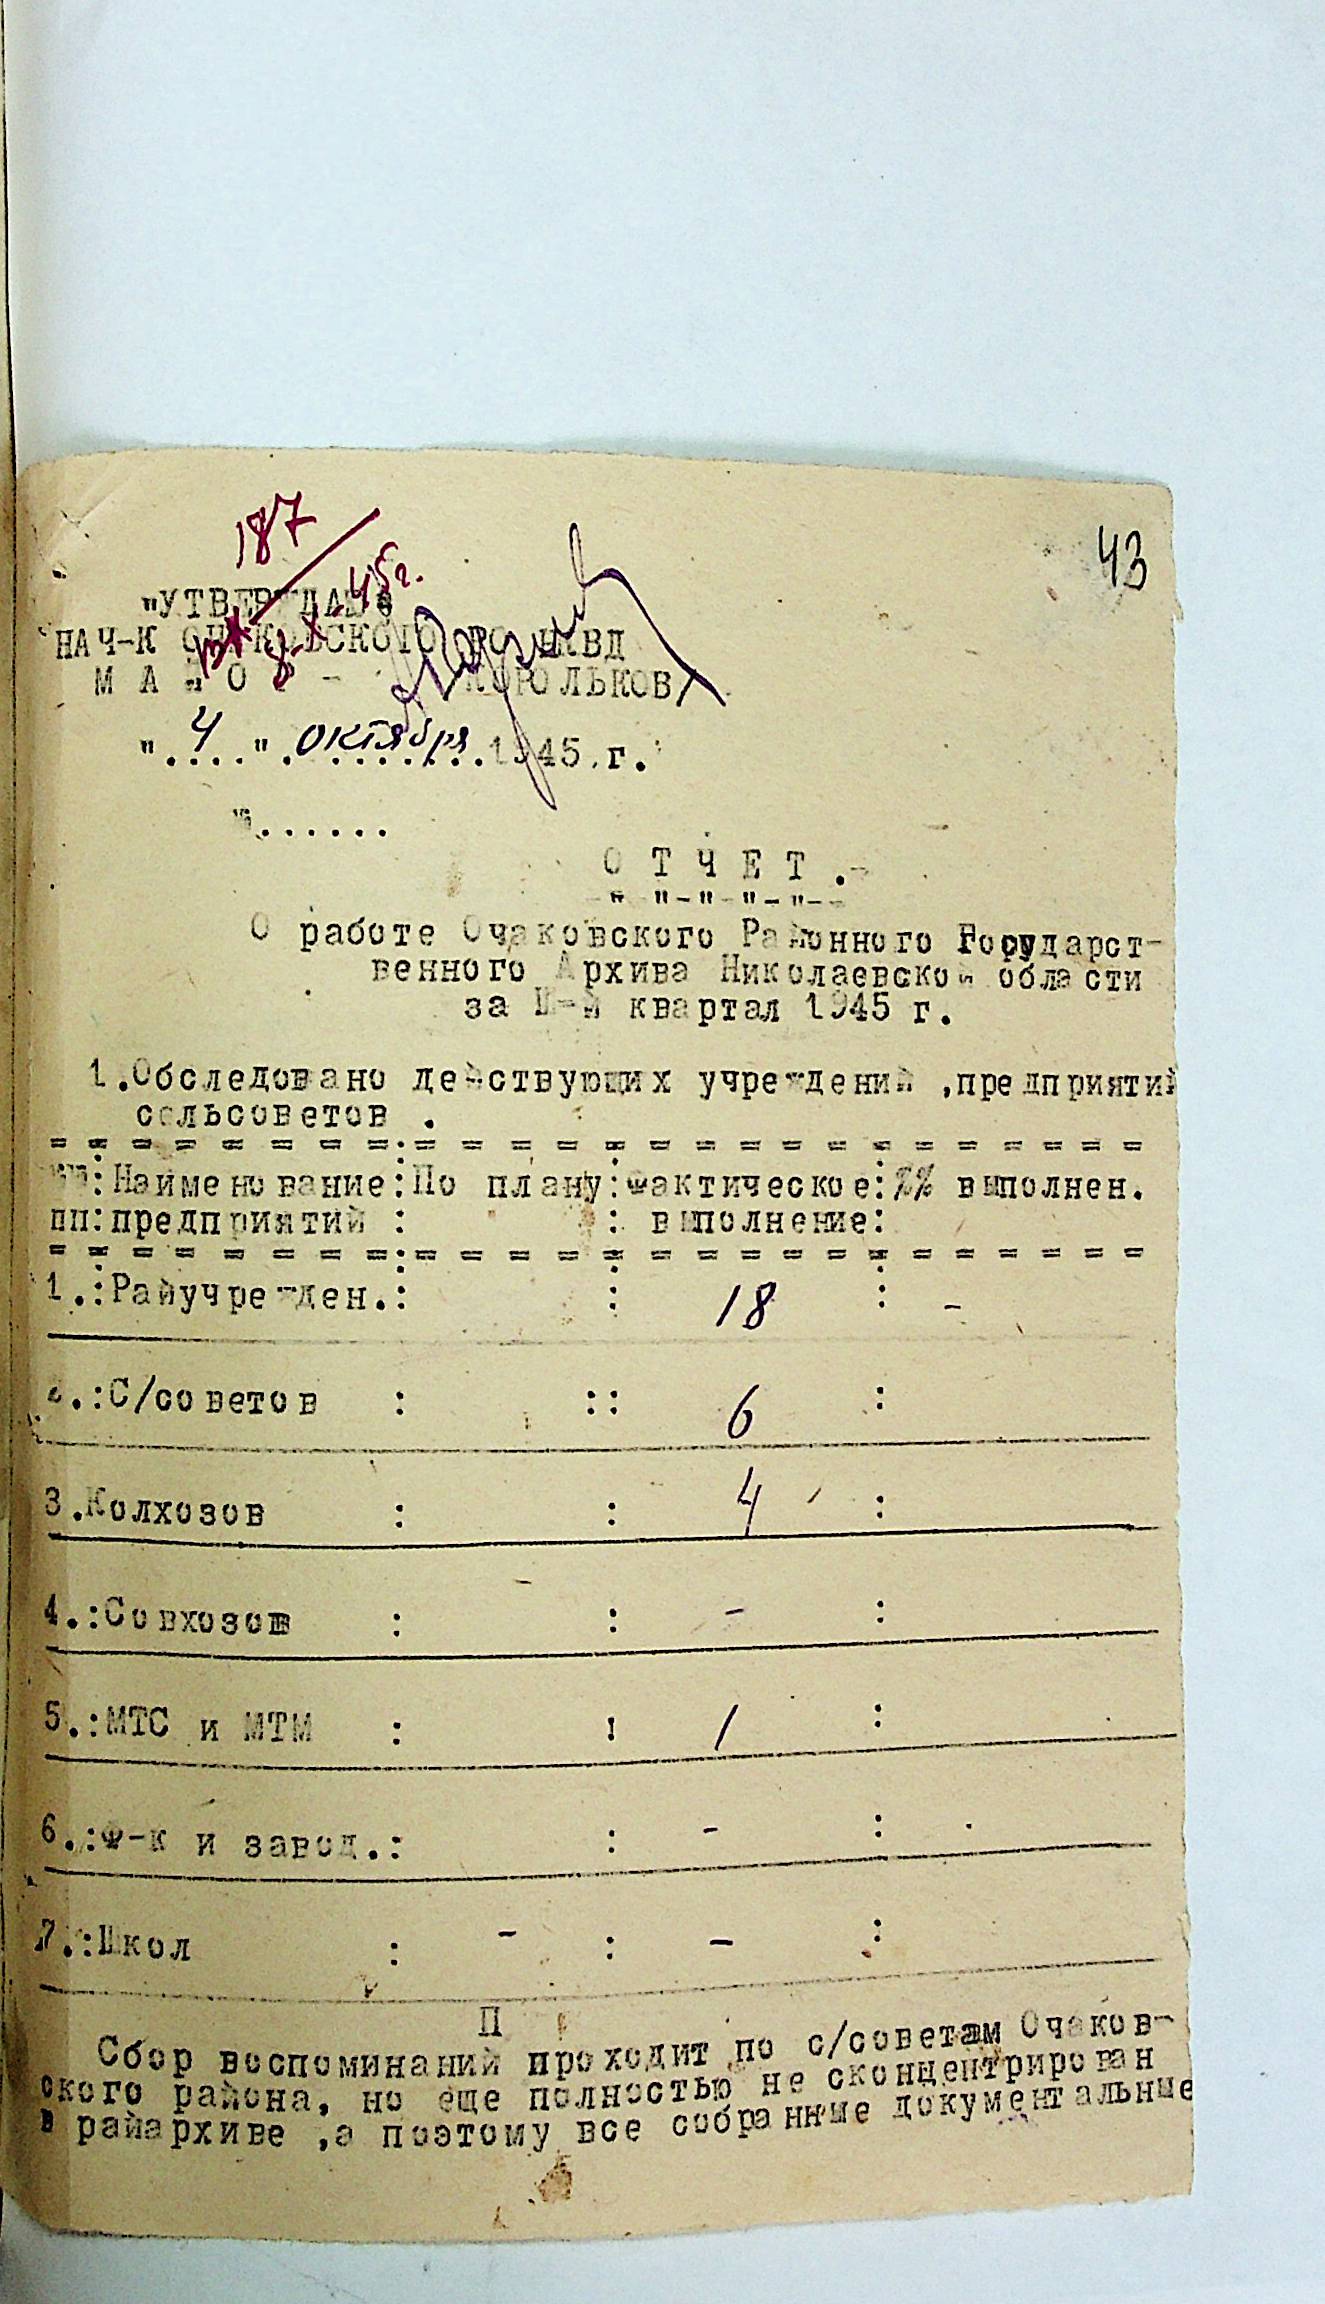 187
43
8-X-45г.
"УТВЕРЖДАЮ"
НАЧ-К ОЧАКОВСКОГО РО НКВД
МАЙОР - КОРОЛЬКОВ/
"..4.." .октября.1945.г.
"......
О Т Ч Е Т .-
-"-"-"-"-"--
О работе Очаковского Районного Государст-
венного Архива Николаевской области
за Ш-й квартал 1945 г.
1.Обследовано действующих учреждений ,предприятий
сельсоветов .
№№:Наименование:По плану:Фактическое:%% выполнен.
пп:предприятий : : выполнение:
1.:Райучрежден.: : 18 : -
2.:С/советов : :: 6 :
3.Колхозов : : 4 :
4.:Совхозов : : - :
5.:МТС и МТМ : : 1 :
6.:Ф-к и завод.: : - :
7.:Школ : - : - :
П
Сбор воспоминаний проходит по с/советам Очаков-
ского района, но еще полностью не сконцентрирован
в райархиве ,а поэтому все собранные документальные